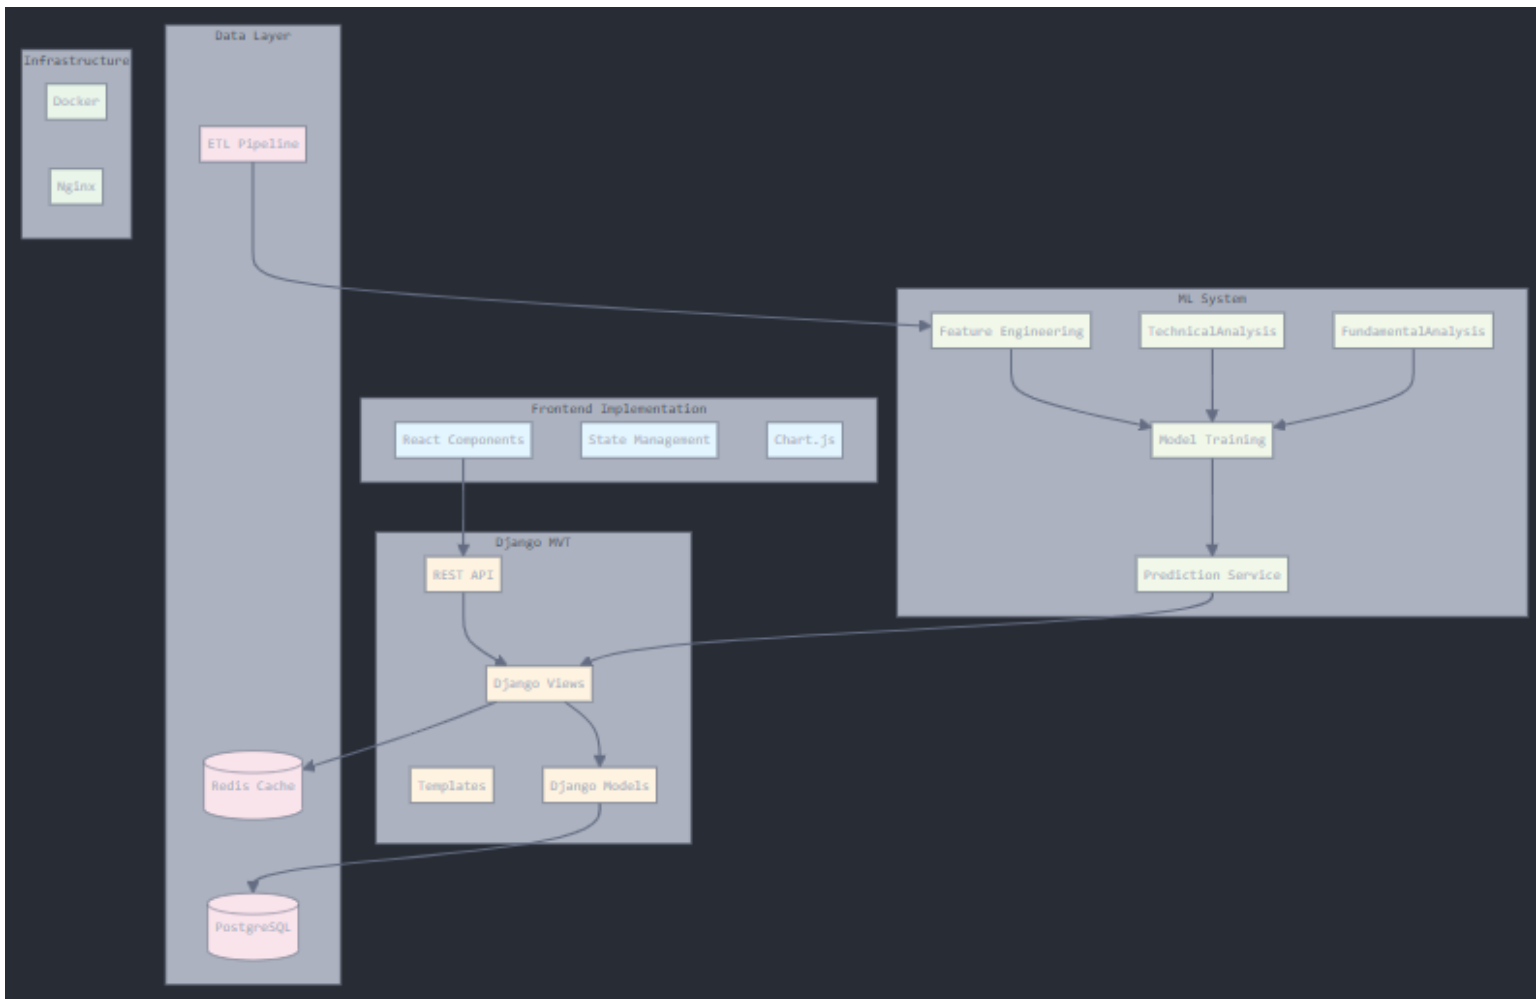 Infrastructure
Docker
Nginx
Data Layer
ETL Pipeline
Redis Cache
PostgreSQL
Frontend Implementation
React Components
State Management
Chart.js
Django MVT
REST API
Django Views
Templates
Django Models
ML System
Feature Engineering
TechnicalAnalysis
FundamentalAnalysis
Model Training
Prediction Service